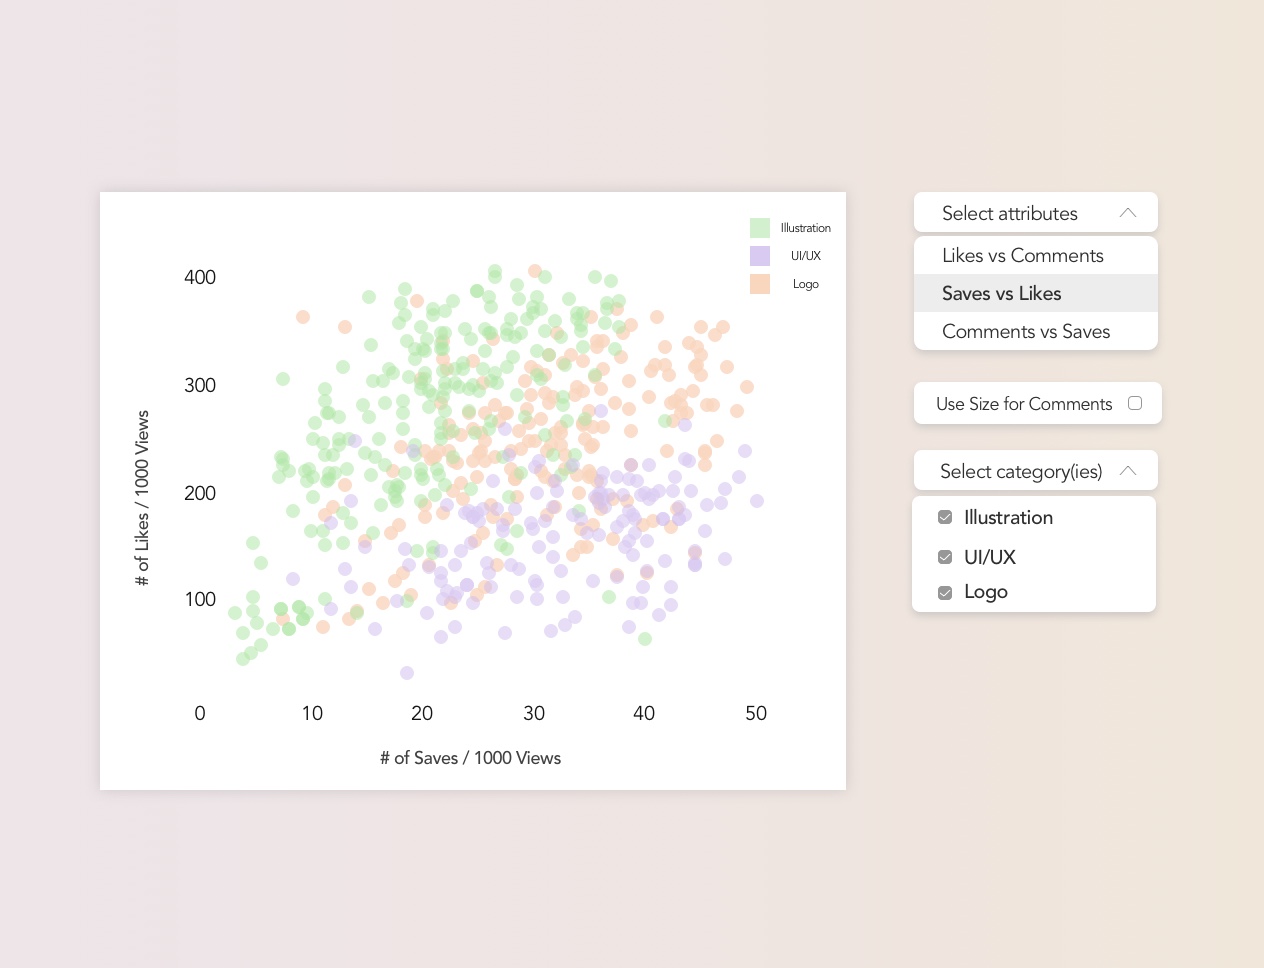 Illustration
UI/UX
Logo
400
300
200
100
# of Likes / 1000 Views
0 10 20 30 40 50
# of Saves / 1000 Views
Select attributes
Likes vs Comments
Saves vs Likes
Comments vs Saves
Use Size for Comments
Select category(ies)
Illustration
UI/UX
Logo